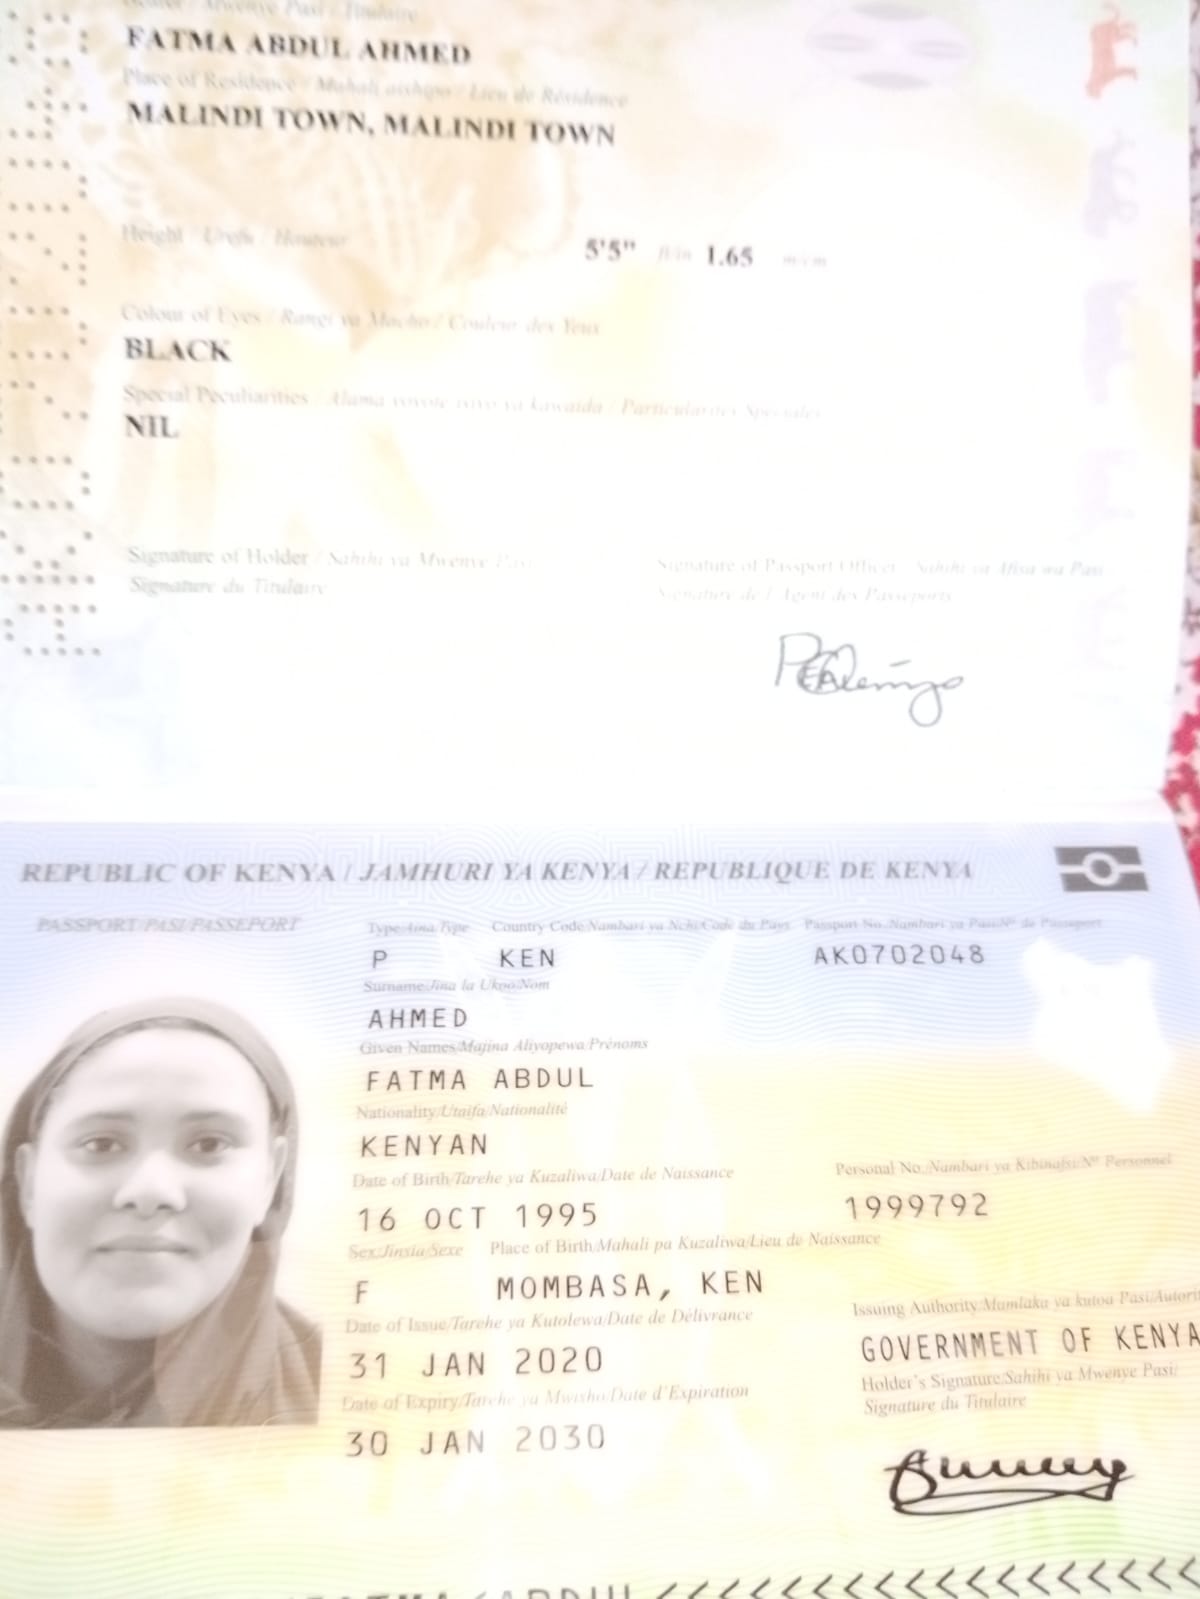 Mwenye Pasi / Titulaire
FATMA ABDUL AHMED
Place of Residence / Mahali aishipo / Lieu de Résidence
MALINDI TOWN, MALINDI TOWN
Height / Urefu / Hauteur
5'5" ft/in 1.65 m/cm
Colour of Eyes / Rangi ya Macho / Couleur des Yeux
BLACK
Special Peculiarities / Alama yoyote isiyo ya kawaida / Particularités Spéciales
NIL
Signature of Holder / Sahihi ya Mwenye Pasi Signature of Passport Officer Sahihi ya Afisa wa Pasi
Signature du Titulaire Signature de l'Agent des Passeports
REPUBLIC OF KENYA / JAMHURI YA KENYA / REPUBLIQUE DE KENYA
PASSPORT/PASI/PASSEPORT Type/Aina/Type Country Code/Nambari ya Nchi/Code du Pays Passport No./Nambari ya Pasi/Nº de Passeport
P KEN AK0702048
Surname/Jina la Ukoo/Nom
AHMED
Given Names/Majina Aliyopewa/Prénoms
FATMA ABDUL
Nationality/Utaifa/Nationalité
KENYAN
Date of Birth/Tarehe ya Kuzaliwa/Date de Naissance Personal No./Nambari ya Kibinafsi/Nº Personnel
16 OCT 1995 1999792
Sex/Jinsia/Sexe Place of Birth/Mahali pa Kuzaliwa/Lieu de Naissance
F MOMBASA, KEN
Date of Issue/Tarehe ya Kutolewa/Date de Délivrance Issuing Authority/Mamlaka ya kutoa Pasi/Autorit
31 JAN 2020 GOVERNMENT OF KENYA
Date of Expiry/Tarehe ya Mwisho/Date d'Expiration Holder's Signature/Sahihi ya Mwenye Pasi/
Signature du Titulaire
30 JAN 2030